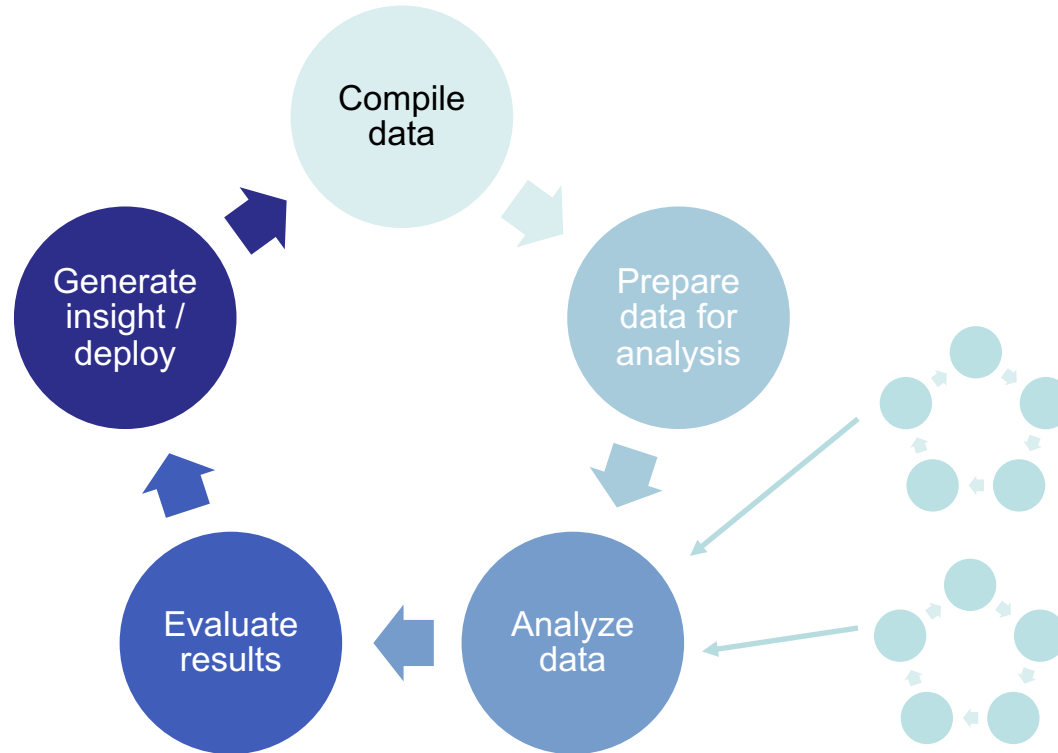 Compile
data
Prepare
data for
analysis
Analyze
data
Evaluate
results
Generate
insight /
deploy